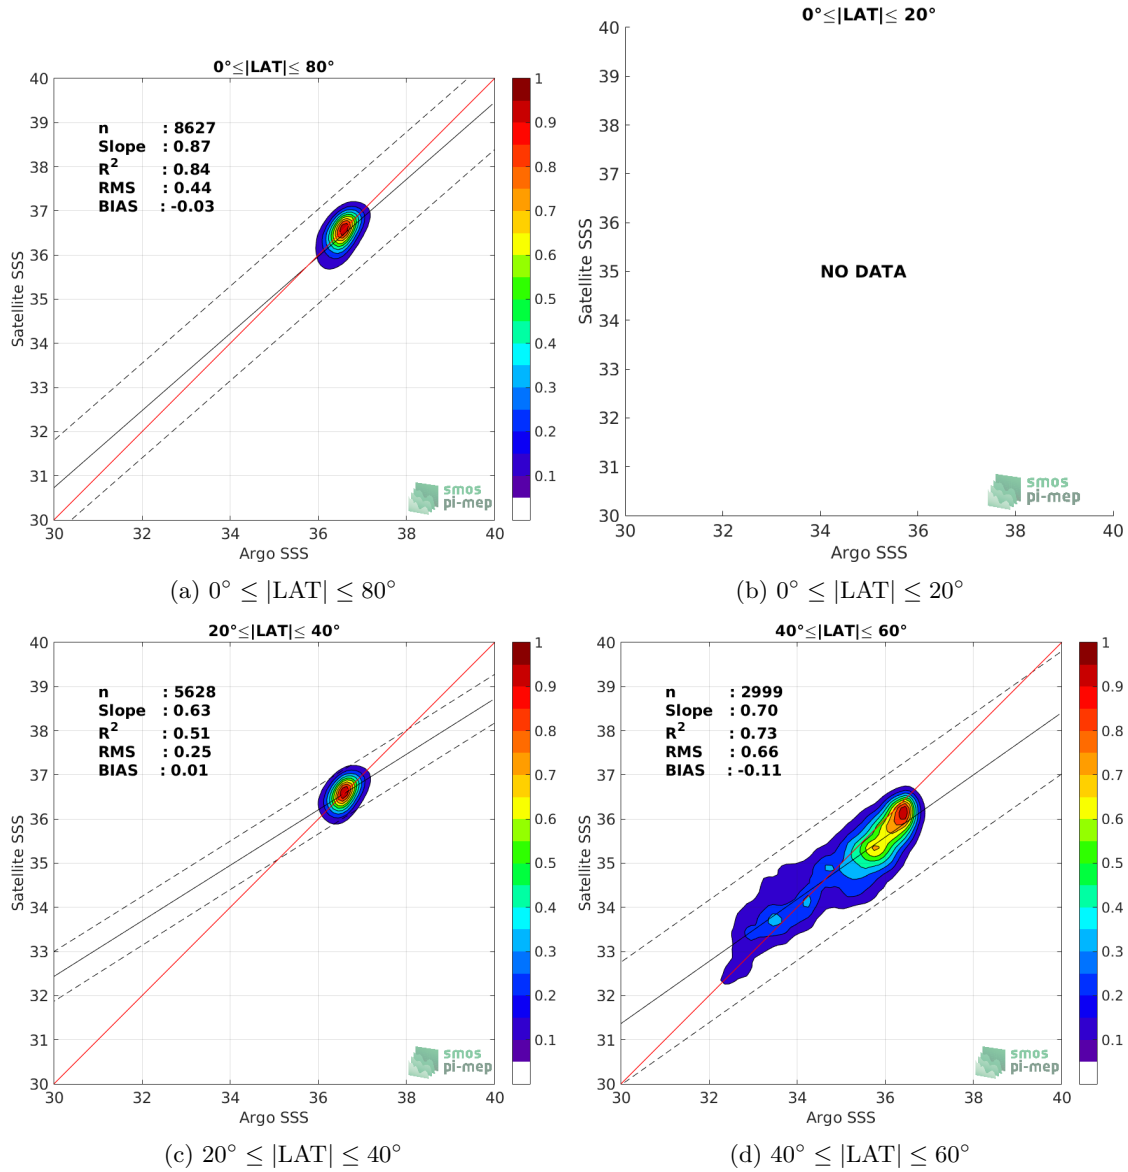 0°≤|LAT|≤ 80°
40
39
38
37
36
35
34
33
32
31
30
Satellite SSS
n : 8627
Slope : 0.87
R² : 0.84
RMS : 0.44
BIAS : -0.03
smos
pi-mep
30 32 34 36 38 40
Argo SSS
1
0.9
0.8
0.7
0.6
0.5
0.4
0.3
0.2
0.1
(a) 0° ≤ |LAT| ≤ 80°
0°≤|LAT|≤ 20°
40
39
38
37
36
35
34
33
32
31
30
Satellite SSS
NO DATA
smos
pi-mep
30 32 34 36 38 40
Argo SSS
(b) 0° ≤ |LAT| ≤ 20°
20°≤|LAT|≤ 40°
40
39
38
37
36
35
34
33
32
31
30
Satellite SSS
n : 5628
Slope : 0.63
R² : 0.51
RMS : 0.25
BIAS : 0.01
smos
pi-mep
30 32 34 36 38 40
Argo SSS
1
0.9
0.8
0.7
0.6
0.5
0.4
0.3
0.2
0.1
(c) 20° ≤ |LAT| ≤ 40°
40°≤|LAT|≤ 60°
40
39
38
37
36
35
34
33
32
31
30
Satellite SSS
n : 2999
Slope : 0.70
R² : 0.73
RMS : 0.66
BIAS : -0.11
smos
pi-mep
30 32 34 36 38 40
Argo SSS
1
0.9
0.8
0.7
0.6
0.5
0.4
0.3
0.2
0.1
(d) 40° ≤ |LAT| ≤ 60°